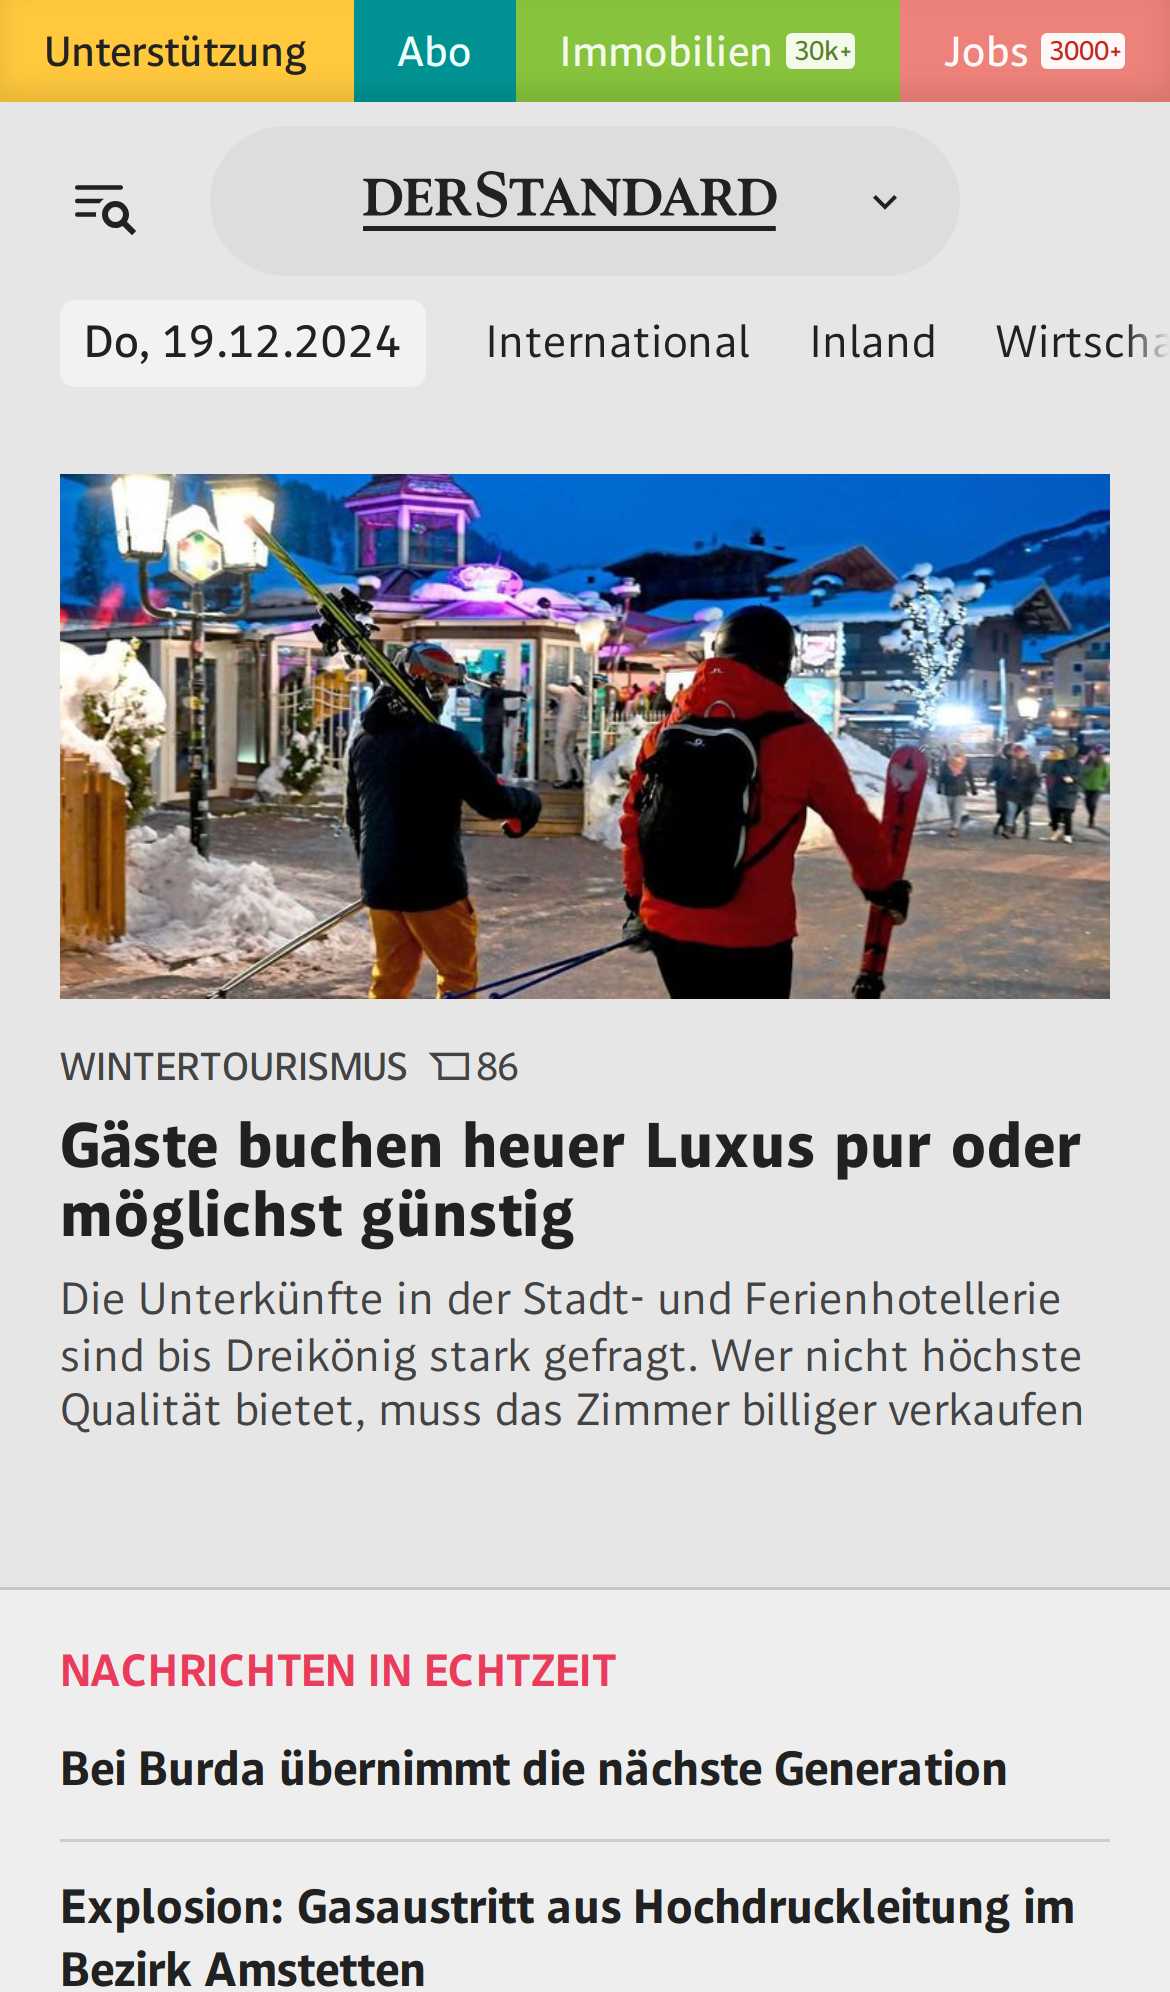 Unterstützung Abo Immobilien 30k+ Jobs 3000+
DERSTANDARD
Do, 19.12.2024 International Inland Wirtscha
WINTERTOURISMUS 86
Gäste buchen heuer Luxus pur oder
möglichst günstig
Die Unterkünfte in der Stadt- und Ferienhotellerie
sind bis Dreikönig stark gefragt. Wer nicht höchste
Qualität bietet, muss das Zimmer billiger verkaufen
NACHRICHTEN IN ECHTZEIT
Bei Burda übernimmt die nächste Generation
Explosion: Gasaustritt aus Hochdruckleitung im
Bezirk Amstetten